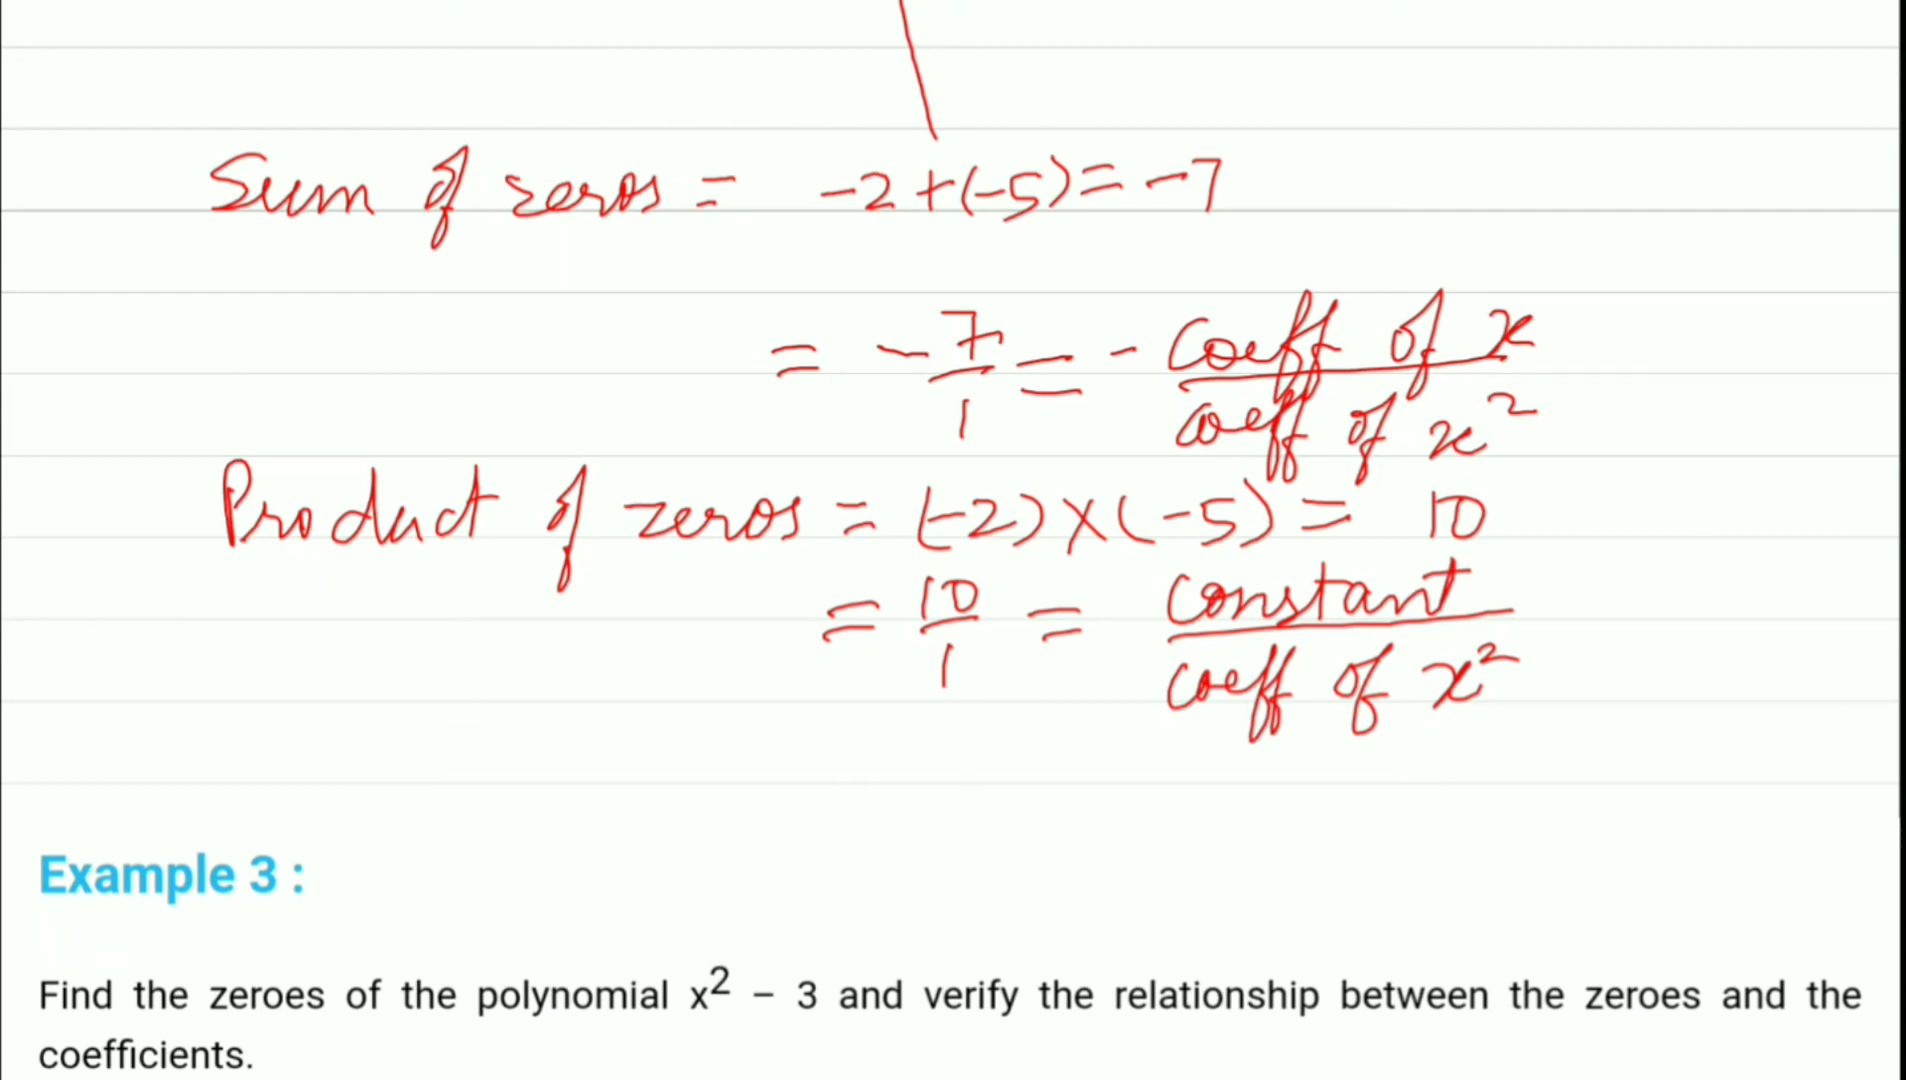 Sum of zeros = -2+(-5)= -7
= -7/1 = - coeff of x / coeff of x²
Product of zeros = (-2)×(-5) = 10
= 10/1 = constant / coeff of x²
Example 3 :
Find the zeroes of the polynomial x² – 3 and verify the relationship between the zeroes and the
coefficients.